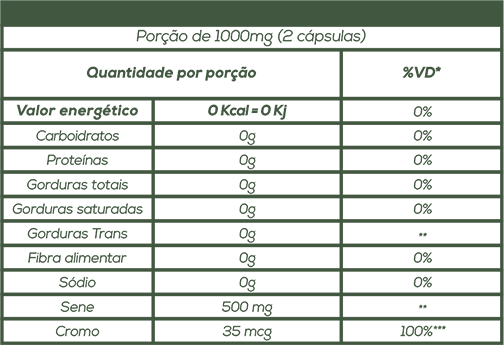 Porção de 1000mg (2 cápsulas)
Quantidade por porção %VD*
Valor energético 0 Kcal = 0 Kj 0%
Carboidratos 0g 0%
Proteínas 0g 0%
Gorduras totais 0g 0%
Gorduras saturadas 0g 0%
Gorduras Trans 0g **
Fibra alimentar 0g 0%
Sódio 0g 0%
Sene 500 mg **
Cromo 35 mcg 100%***